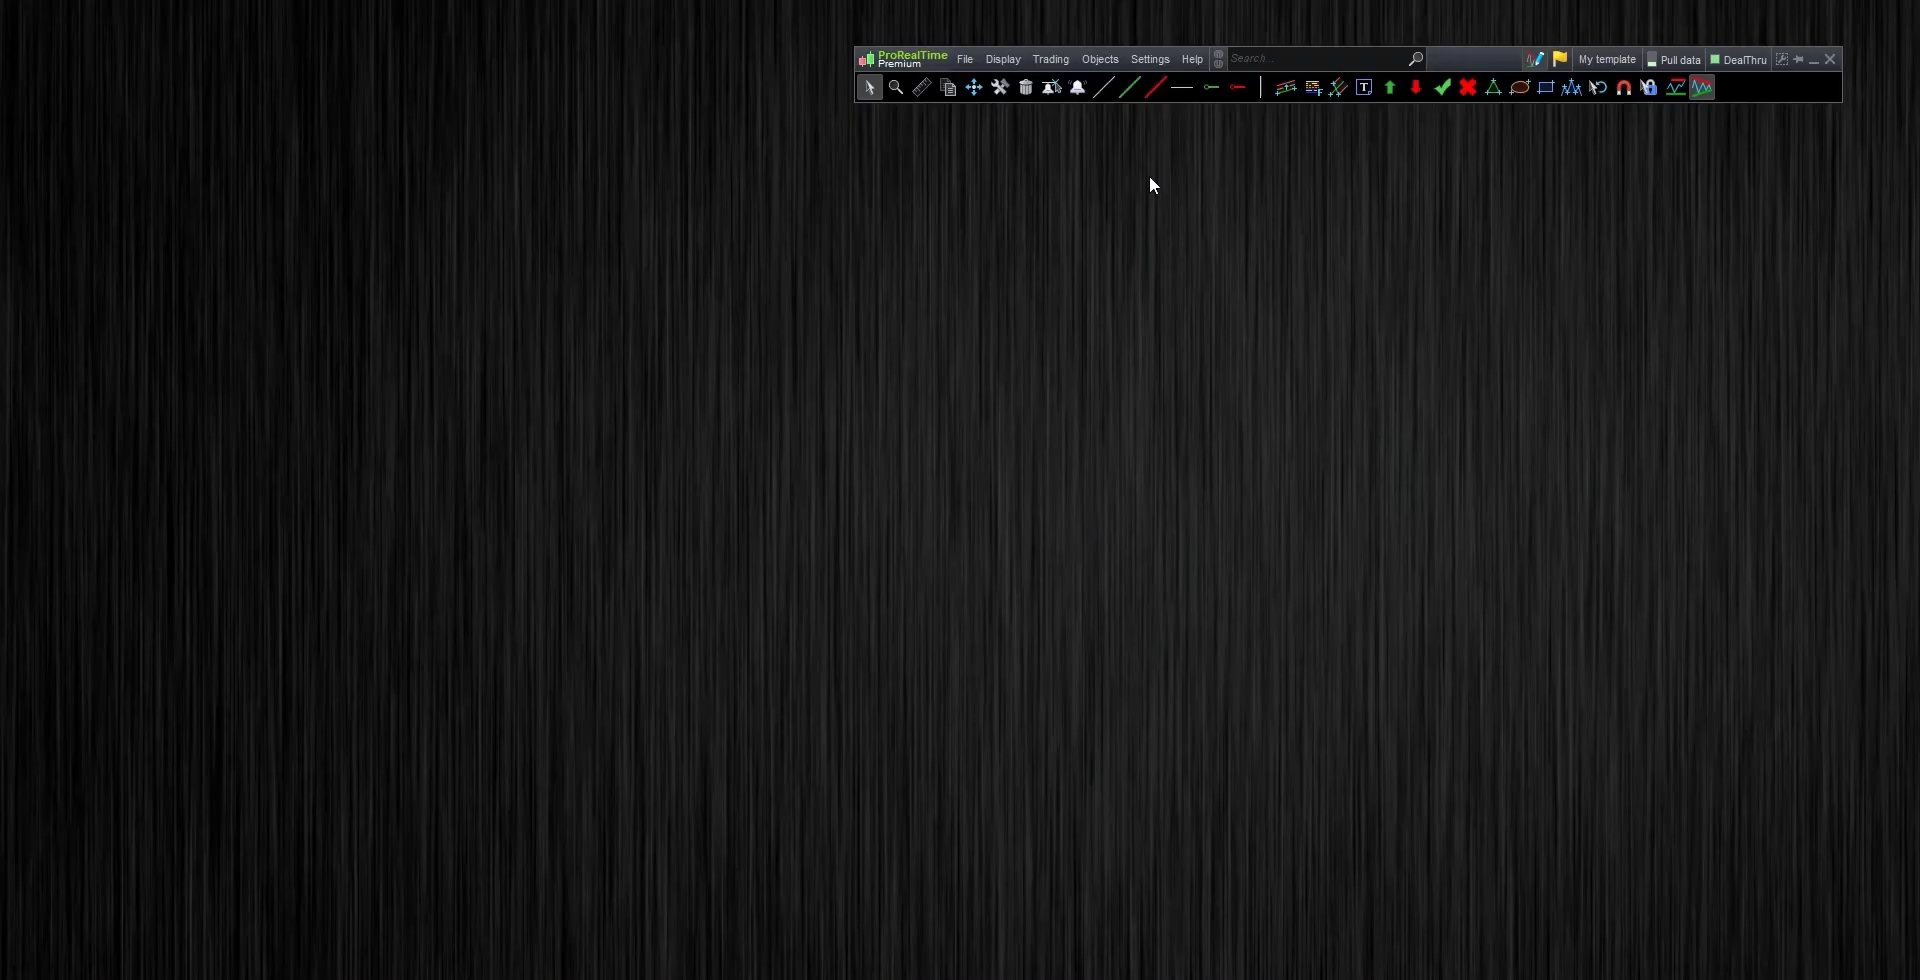 ProRealTime
Premium
File Display Trading Objects Settings Help Search... My template Pull data DealThru
T F